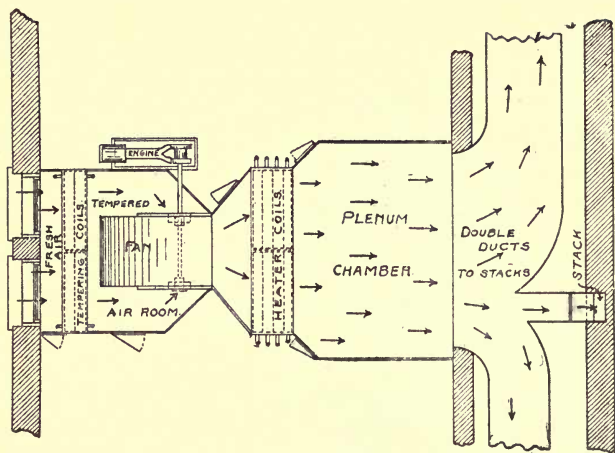 FRESH
AIR
TEMPERING COILS
ENGINE
TEMPERED
FAN
AIR ROOM
HEATER COILS
PLENUM
CHAMBER
DOUBLE
DUCTS
TO STACKS
STACK